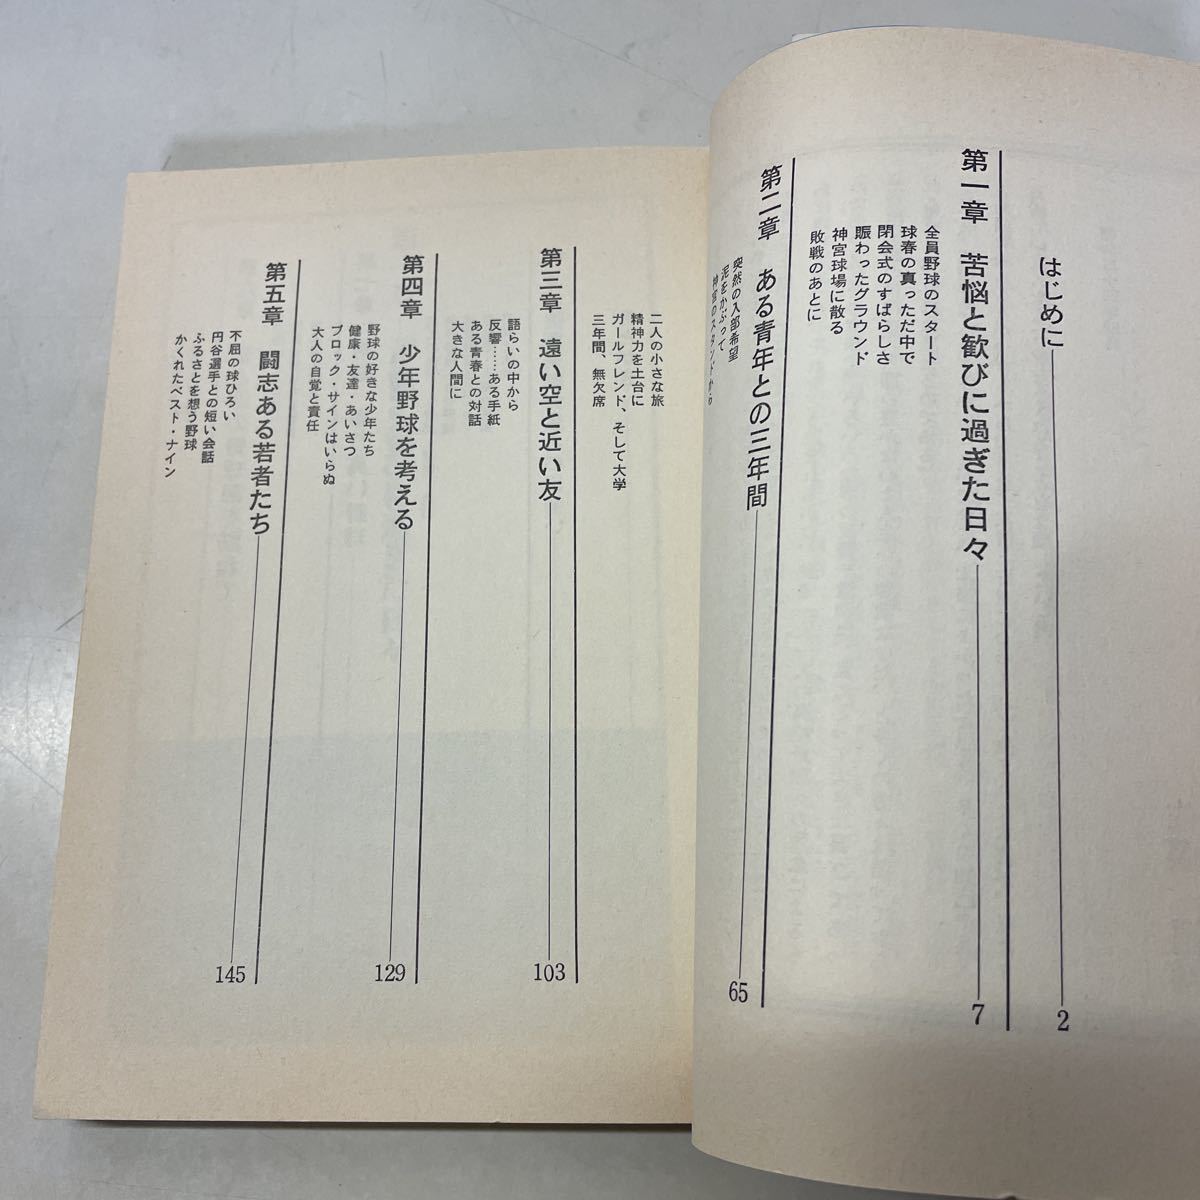 はじめに 2
第一章 苦悩と歓びに過ぎた日々 7
全員野球のスタート
球春の真っただ中で
閉会式のすばらしさ
賑わったグラウンド
神宮球場に散る
敗戦のあとに
第二章 ある青年との三年間 65
突然の入部希望
泥をかぶって
神宮のスタンドから
二人の小さな旅
精神力を土台に
ガールフレンド、そして大学
三年間、無欠席
第三章 遠い空と近い友 103
語らいの中から
反響……ある手紙
ある青春との対話
大きな人間に
第四章 少年野球を考える 129
野球の好きな少年たち
健康・友達・あいさつ
ブロック・サインはいらぬ
大人の自覚と責任
第五章 闘志ある若者たち 145
不屈の球ひろい
円谷選手との短い会話
ふるさとを想う野球
かくれたベスト・ナイン